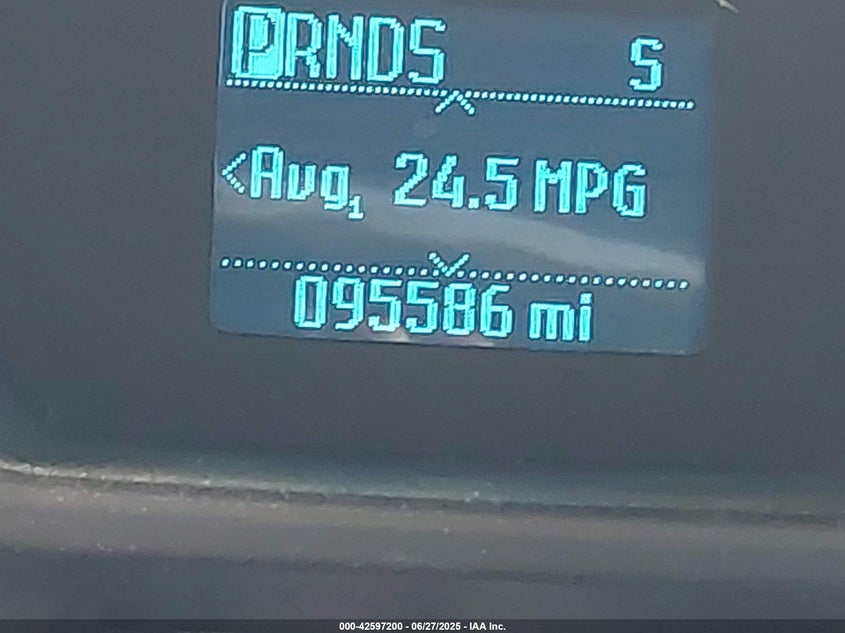 PRNDS S
<Avg1 24.5 MPG
095586 mi
000-42597200 - 06/27/2025 - IAA Inc.